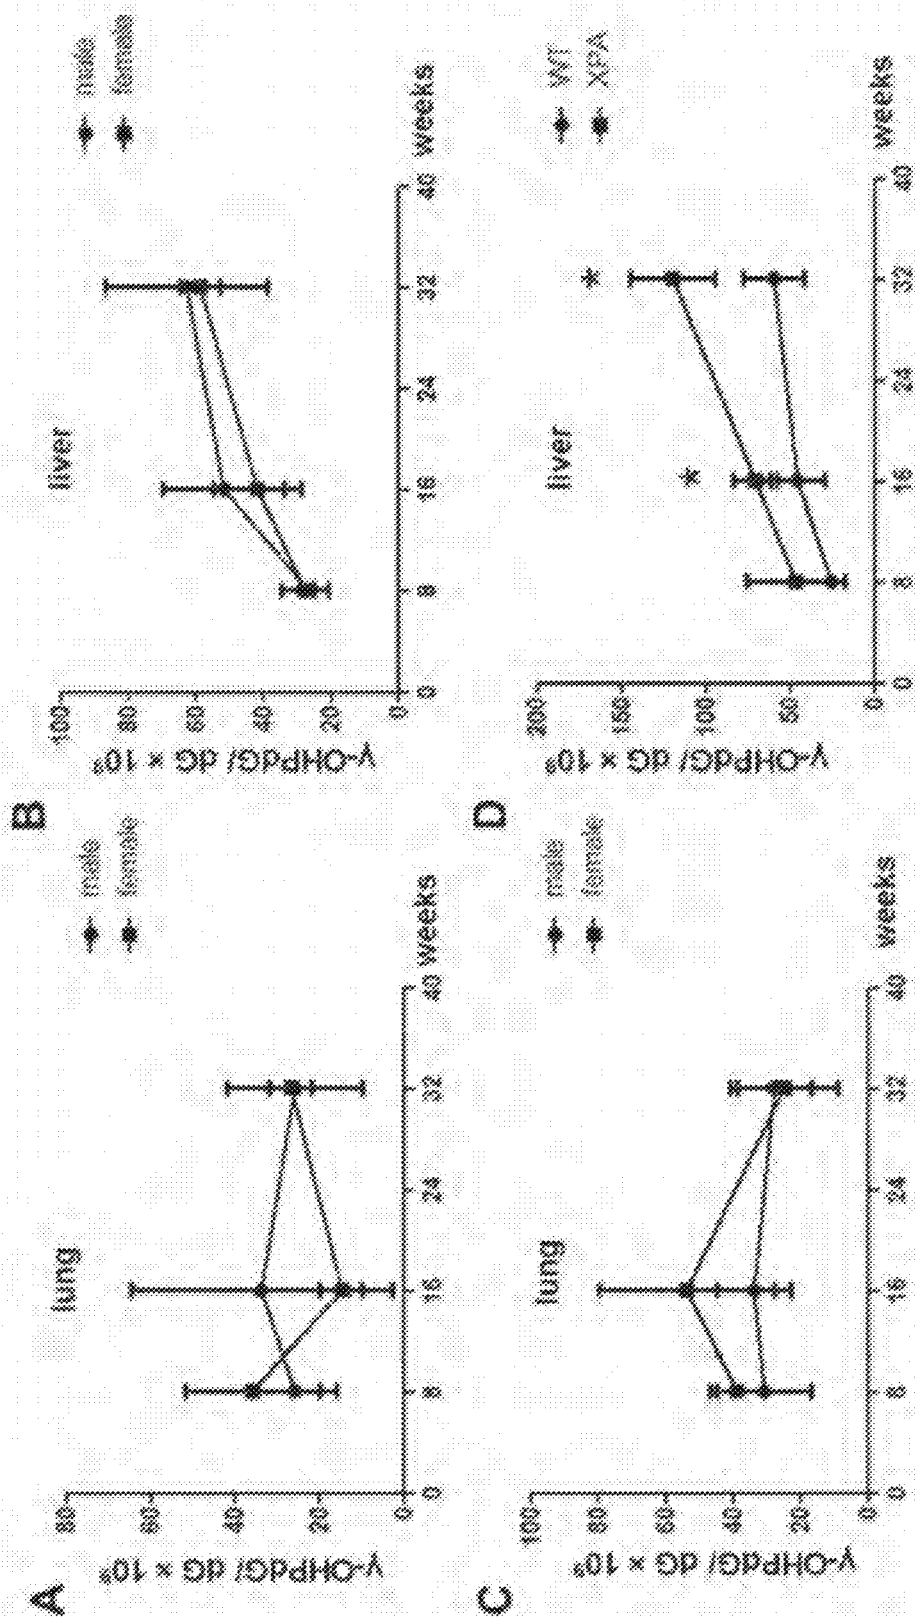 A
lung
male
female
γ-OHPdG/ dG × 10⁹
80
60
40
20
0
0 8 16 24 32 40 weeks
B
liver
male
female
γ-OHPdG/ dG × 10⁹
100
80
60
40
20
0
0 8 16 24 32 40 weeks
C
lung
male
female
γ-OHPdG/ dG × 10⁹
100
80
60
40
20
0
0 8 16 24 32 40 weeks
D
liver
WT
XPA
γ-OHPdG/ dG × 10⁹
200
150
100
50
0
*
*
0 8 16 24 32 40 weeks